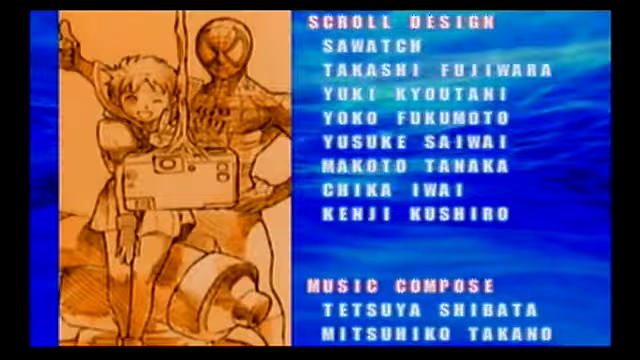 SCROLL DESIGN
SAWATCH
TAKASHI FUJIWARA
YUKI KYOUTANI
YOKO FUKUMOTO
YUSUKE SAIWAI
MAKOTO TANAKA
CHIKA IWAI
KENJI KUSHIRO
MUSIC COMPOSE
TETSUYA SHIBATA
MITSUHIKO TAKANO